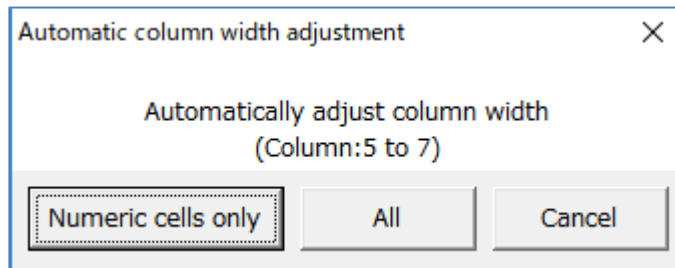 Automatic column width adjustment
Automatically adjust column width
(Column:5 to 7)
Numeric cells only
All
Cancel